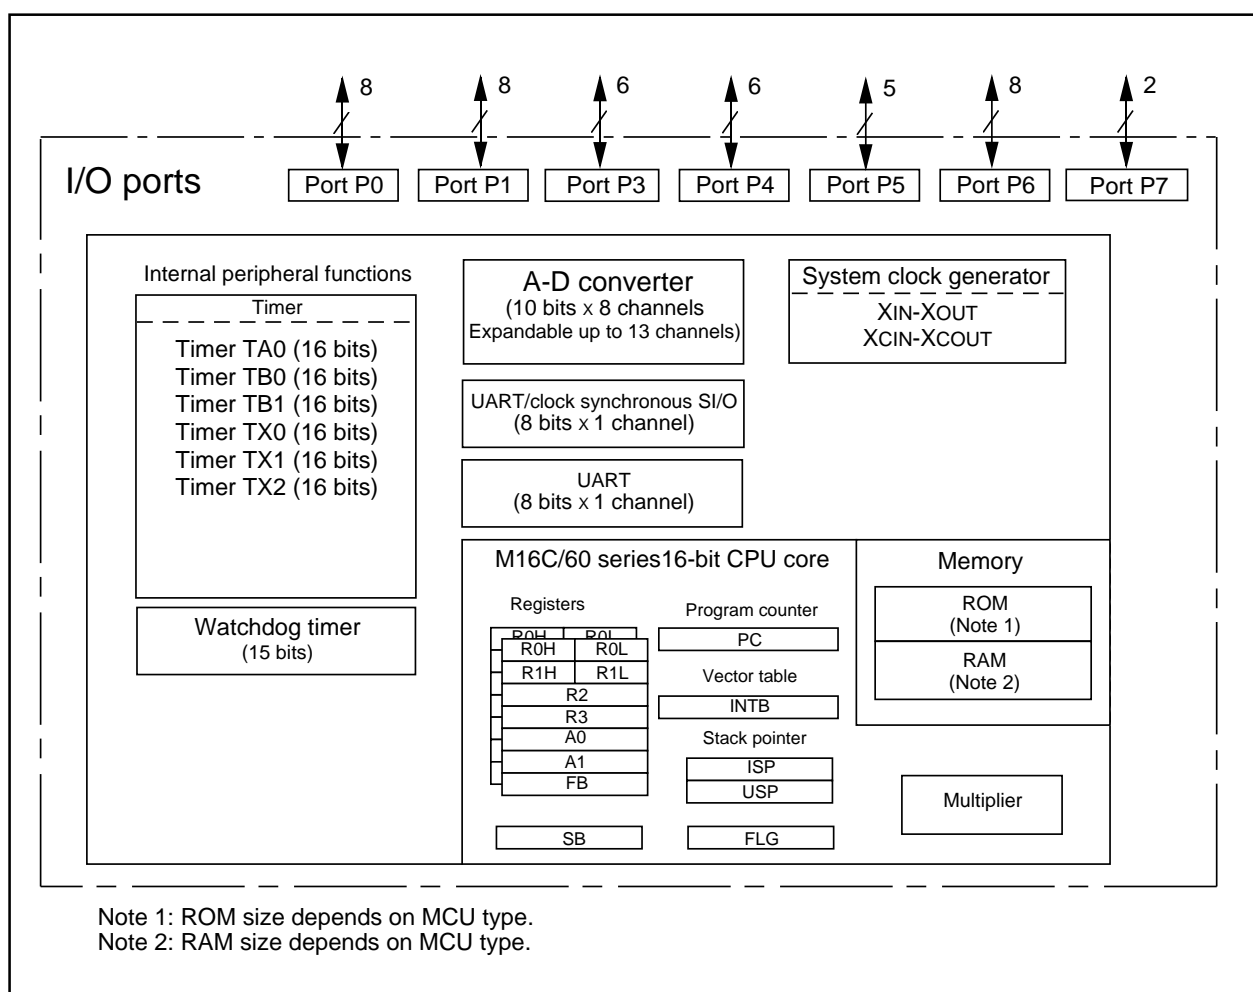 8 8 6 6 5 8 2
I/O ports
Port P0 Port P1 Port P3 Port P4 Port P5 Port P6 Port P7
Internal peripheral functions
Timer
Timer TA0 (16 bits)
Timer TB0 (16 bits)
Timer TB1 (16 bits)
Timer TX0 (16 bits)
Timer TX1 (16 bits)
Timer TX2 (16 bits)
Watchdog timer
(15 bits)
A-D converter
(10 bits x 8 channels
Expandable up to 13 channels)
UART/clock synchronous SI/O
(8 bits x 1 channel)
UART
(8 bits x 1 channel)
System clock generator
XIN-XOUT
XCIN-XCOUT
M16C/60 series16-bit CPU core
Registers
R0H R0L
R0H R0L
R1H R1L
R2
R3
A0
A1
FB
SB
Program counter
PC
Vector table
INTB
Stack pointer
ISP
USP
FLG
Memory
ROM
(Note 1)
RAM
(Note 2)
Multiplier
Note 1: ROM size depends on MCU type.
Note 2: RAM size depends on MCU type.